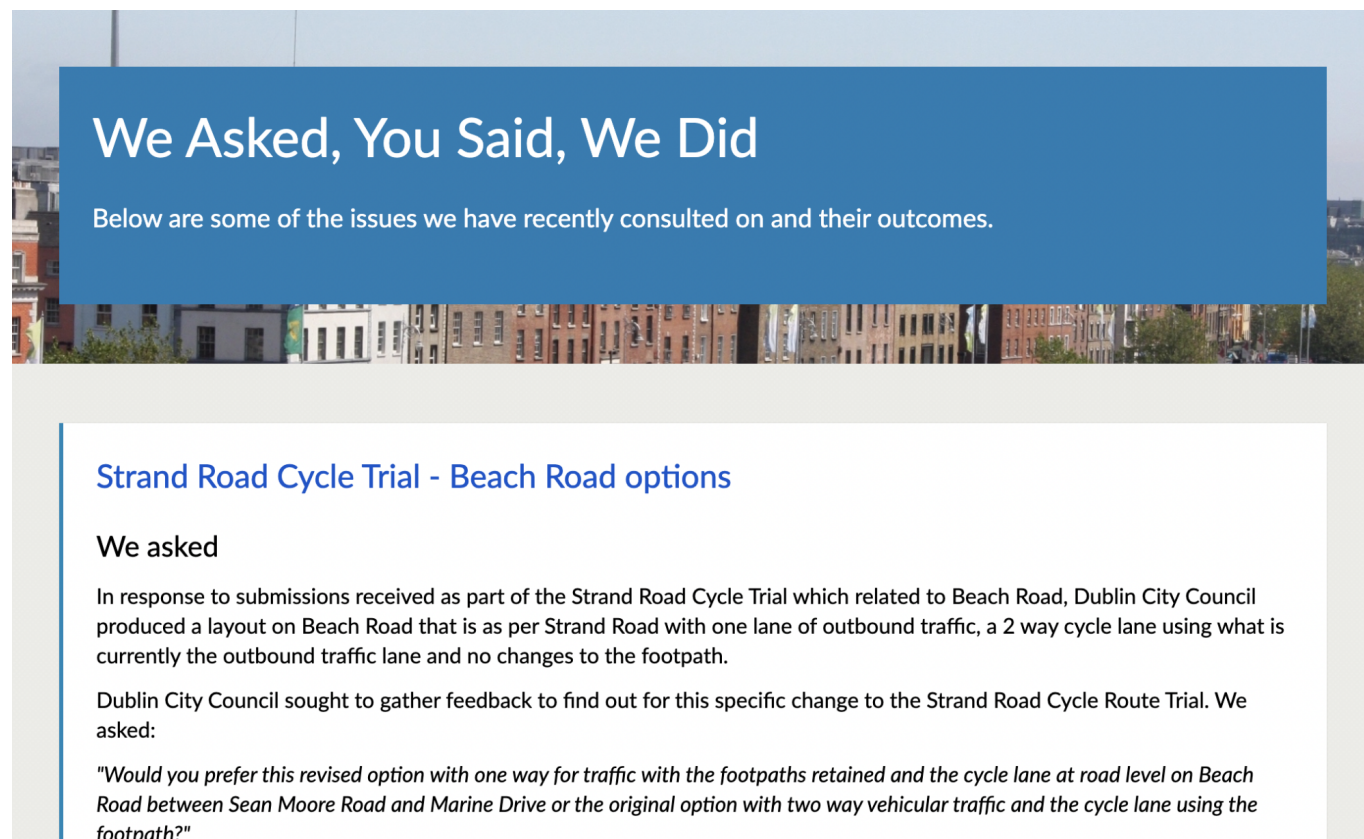 We Asked, You Said, We Did
Below are some of the issues we have recently consulted on and their outcomes.
Strand Road Cycle Trial - Beach Road options
We asked
In response to submissions received as part of the Strand Road Cycle Trial which related to Beach Road, Dublin City Council
produced a layout on Beach Road that is as per Strand Road with one lane of outbound traffic, a 2 way cycle lane using what is
currently the outbound traffic lane and no changes to the footpath.
Dublin City Council sought to gather feedback to find out for this specific change to the Strand Road Cycle Route Trial. We
asked:
"Would you prefer this revised option with one way for traffic with the footpaths retained and the cycle lane at road level on Beach
Road between Sean Moore Road and Marine Drive or the original option with two way vehicular traffic and the cycle lane using the
footpath?"